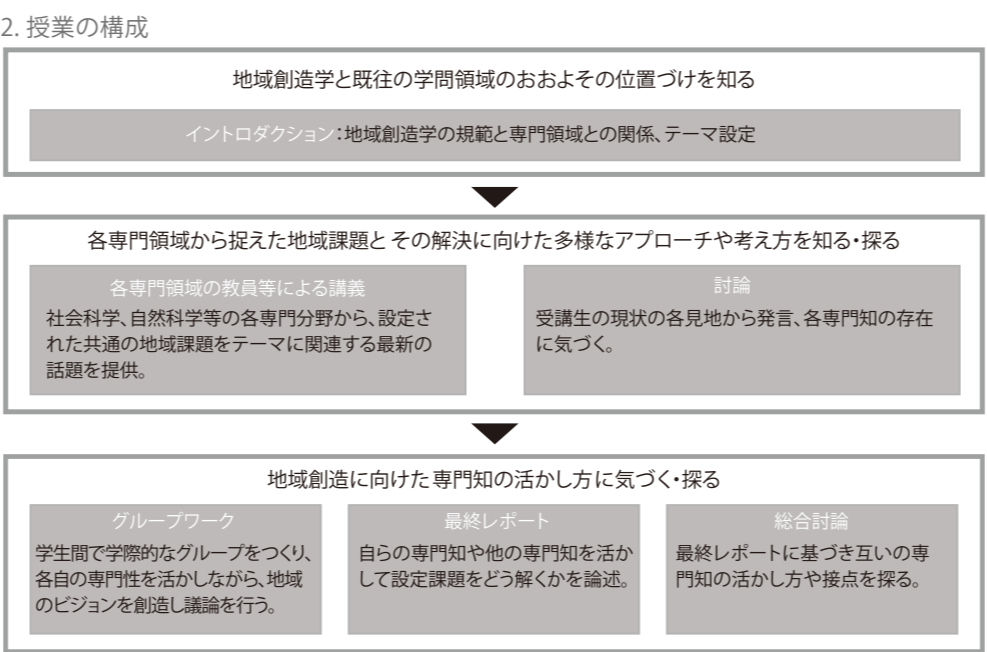 2. 授業の構成
地域創造学と既往の学問領域のおおよその位置づけを知る
イントロダクション：地域創造学の規範と専門領域との関係、テーマ設定
各専門領域から捉えた地域課題とその解決に向けた多様なアプローチや考え方を知る・探る
各専門領域の教員等による講義
社会科学、自然科学等の各専門分野から、設定さ
れた共通の地域課題をテーマに関連する最新の
話題を提供。
討論
受講生の現状の各見地から発言、各専門知の存在
に気づく。
地域創造に向けた専門知の活かし方に気づく・探る
グループワーク
学生間で学際的なグループをつくり、
各自の専門性を活かしながら、地域
のビジョンを創造し議論を行う。
最終レポート
自らの専門知や他の専門知を活か
して設定課題をどう解くかを論述。
総合討論
最終レポートに基づき互いの専
門知の活かし方や接点を探る。